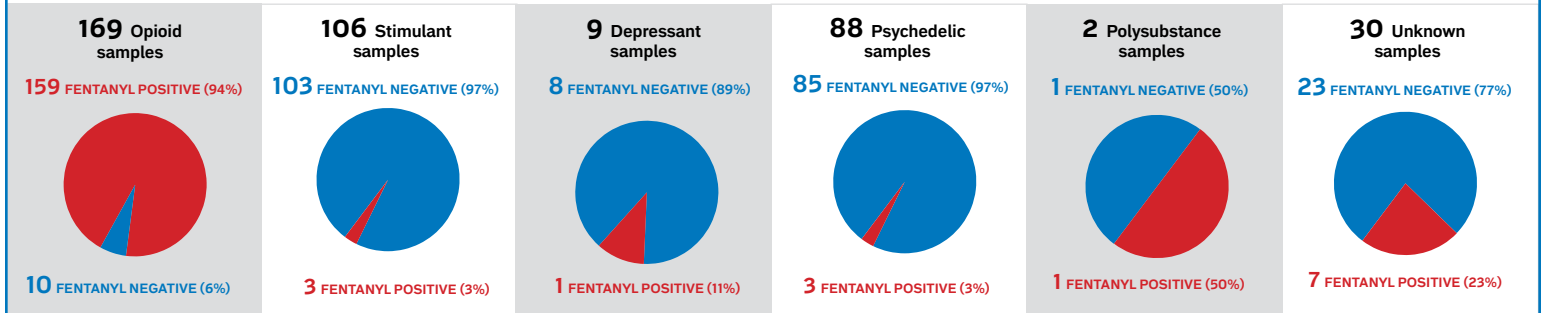 169 Opioid
samples
159 FENTANYL POSITIVE (94%)
10 FENTANYL NEGATIVE (6%)
106 Stimulant
samples
103 FENTANYL NEGATIVE (97%)
3 FENTANYL POSITIVE (3%)
9 Depressant
samples
8 FENTANYL NEGATIVE (89%)
1 FENTANYL POSITIVE (11%)
88 Psychedelic
samples
85 FENTANYL NEGATIVE (97%)
3 FENTANYL POSITIVE (3%)
2 Polysubstance
samples
1 FENTANYL NEGATIVE (50%)
1 FENTANYL POSITIVE (50%)
30 Unknown
samples
23 FENTANYL NEGATIVE (77%)
7 FENTANYL POSITIVE (23%)